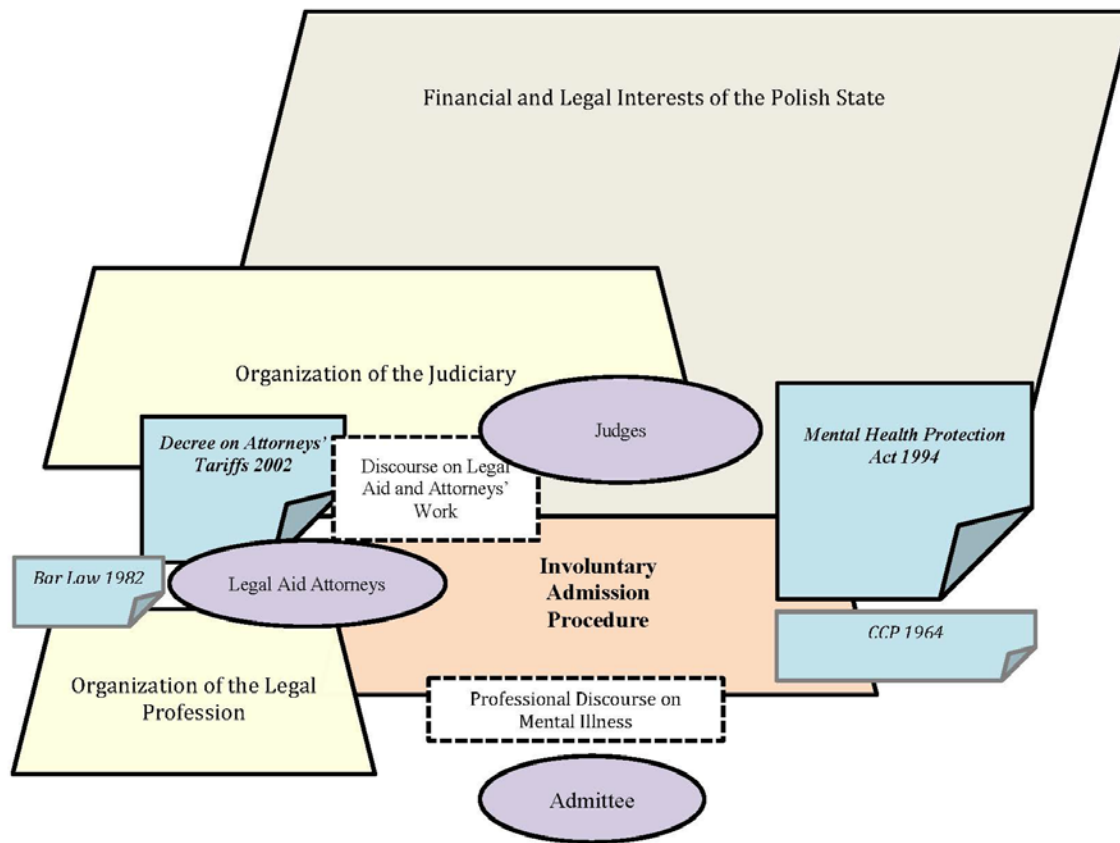 Financial and Legal Interests of the Polish State
Organization of the Judiciary
Judges
Decree on Attorneys'
Tariffs 2002
Discourse on Legal
Aid and Attorneys'
Work
Mental Health Protection
Act 1994
Bar Law 1982
Legal Aid Attorneys
Involuntary
Admission
Procedure
CCP 1964
Organization of the Legal
Profession
Professional Discourse on
Mental Illness
Admittee